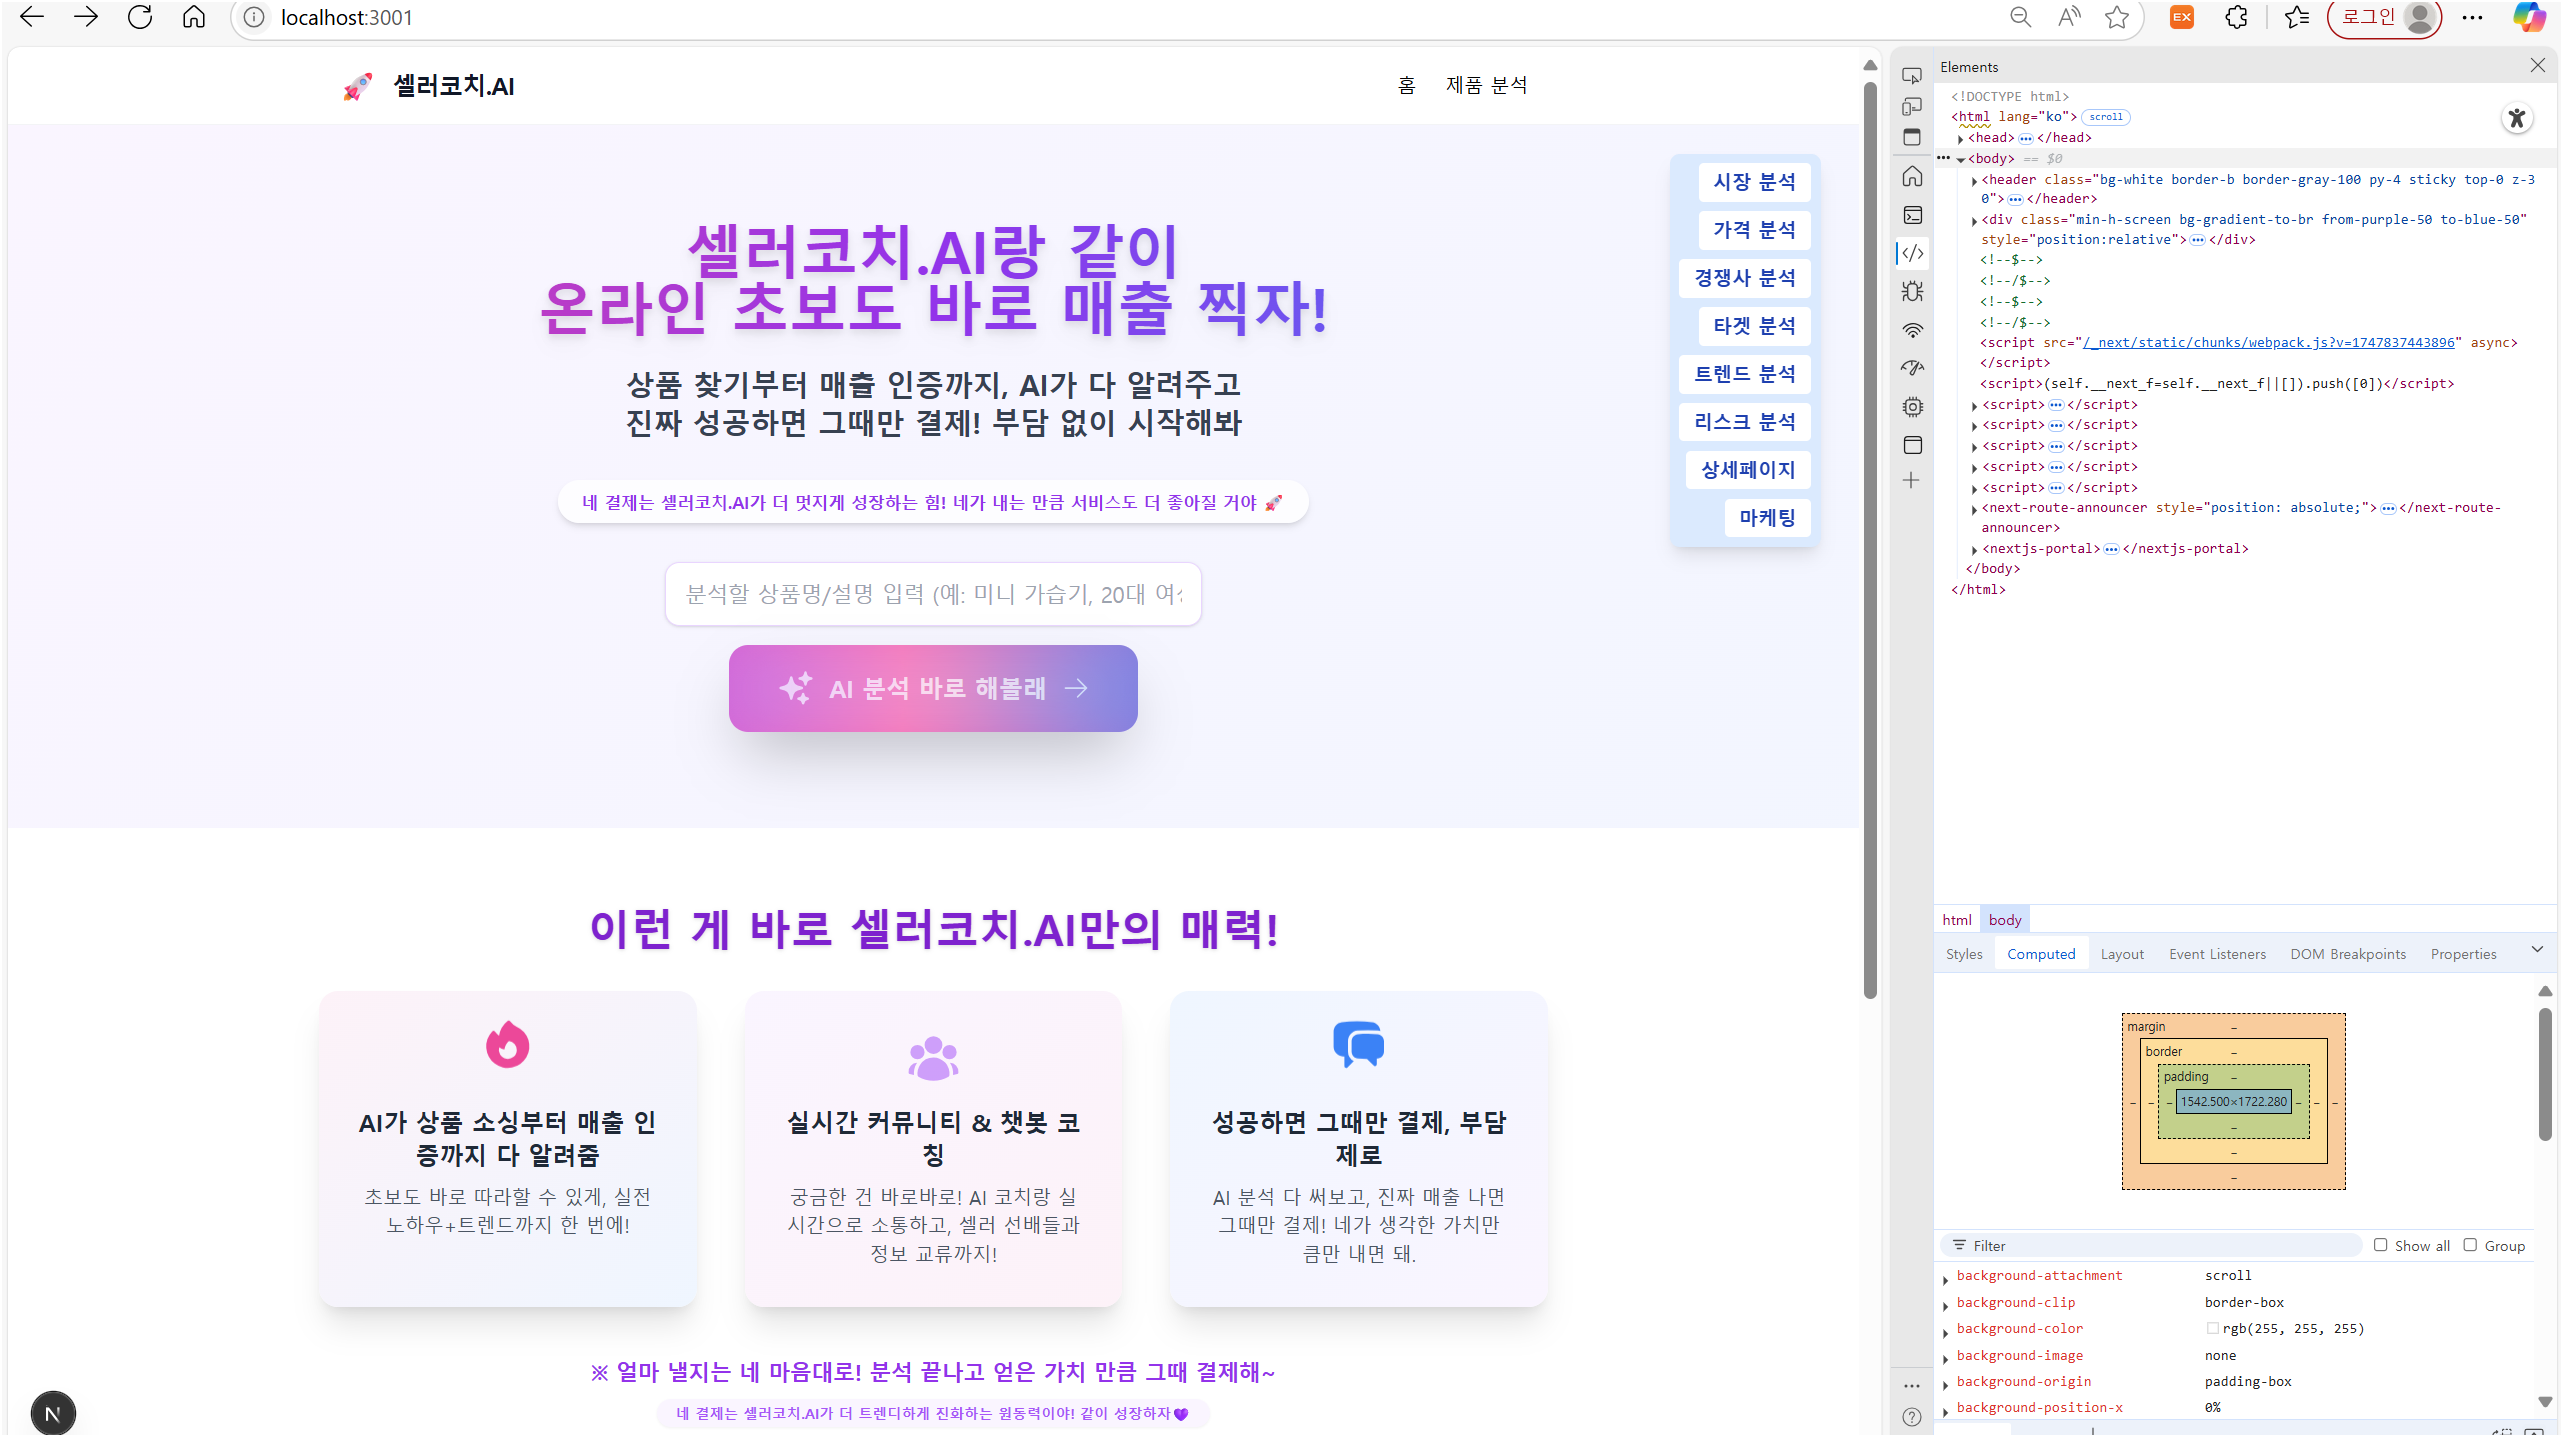 localhost:3001
EX
로그인
셀러코치.AI
홈
제품 분석
셀러코치.AI랑 같이
온라인 초보도 바로 매출 찍자!
상품 찾기부터 매출 인증까지, AI가 다 알려주고
진짜 성공하면 그때만 결제! 부담 없이 시작해봐
네 결제는 셀러코치.AI가 더 멋지게 성장하는 힘! 네가 내는 만큼 서비스도 더 좋아질 거야 🚀
분석할 상품명/설명 입력 (예: 미니 가습기, 20대 여
AI 분석 바로 해볼래 →
시장 분석
가격 분석
경쟁사 분석
타겟 분석
트렌드 분석
리스크 분석
상세페이지
마케팅
이런 게 바로 셀러코치.AI만의 매력!
AI가 상품 소싱부터 매출 인
증까지 다 알려줌
초보도 바로 따라할 수 있게, 실전
노하우+트렌드까지 한 번에!
실시간 커뮤니티 & 챗봇 코
칭
궁금한 건 바로바로! AI 코치랑 실
시간으로 소통하고, 셀러 선배들과
정보 교류까지!
성공하면 그때만 결제, 부담
제로
AI 분석 다 써보고, 진짜 매출 나면
그때만 결제! 네가 생각한 가치만
큼만 내면 돼.
※ 얼마 낼지는 네 마음대로! 분석 끝나고 얻은 가치 만큼 그때 결제해~
네 결제는 셀러코치.AI가 더 트렌디하게 진화하는 원동력이야! 같이 성장하자💜
N
Elements
<!DOCTYPE html>
<html lang="ko"> scroll
<head>•••</head>
••• <body> == $0
<header class="bg-white border-b border-gray-100 py-4 sticky top-0 z-3
0">•••</header>
<div class="min-h-screen bg-gradient-to-br from-purple-50 to-blue-50"
style="position:relative">•••</div>
<!--$-->
<!--/$-->
<!--$-->
<!--/$-->
<script src="/_next/static/chunks/webpack.js?v=1747837443896" async>
</script>
<script>(self.__next_f=self.__next_f||[]).push([0])</script>
<script>•••</script>
<script>•••</script>
<script>•••</script>
<script>•••</script>
<script>•••</script>
<next-route-announcer style="position: absolute;">•••</next-route-
announcer>
<nextjs-portal>•••</nextjs-portal>
</body>
</html>
html body
Styles Computed Layout Event Listeners DOM Breakpoints Properties
margin –
border –
padding –
– – – 1542.500×1722.280 – – –
–
–
–
Filter Show all Group
background-attachment scroll
background-clip border-box
background-color rgb(255, 255, 255)
background-image none
background-origin padding-box
background-position-x 0%